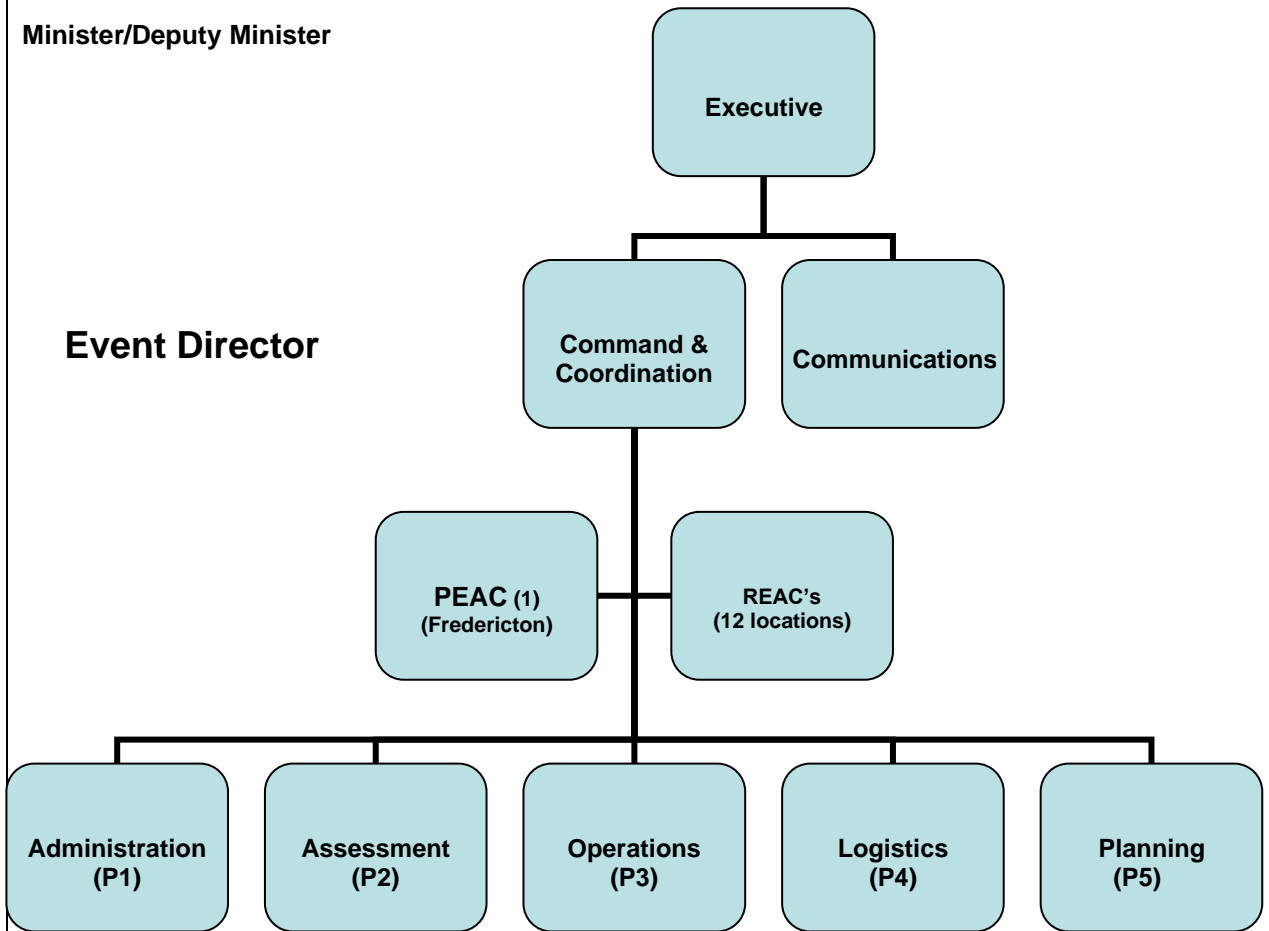 Minister/Deputy Minister
Executive
Event Director
Command &
Coordination
Communications
PEAC (1)
(Fredericton)
REAC’s
(12 locations)
Administration
(P1)
Assessment
(P2)
Operations
(P3)
Logistics
(P4)
Planning
(P5)